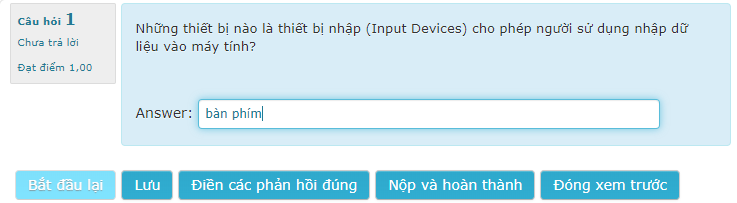 Câu hỏi 1
Chưa trả lời
Đạt điểm 1,00
Những thiết bị nào là thiết bị nhập (Input Devices) cho phép người sử dụng nhập dữ
liệu vào máy tính?
Answer: bàn phím
Bắt đầu lại Lưu Điền các phản hồi đúng Nộp và hoàn thành Đóng xem trước